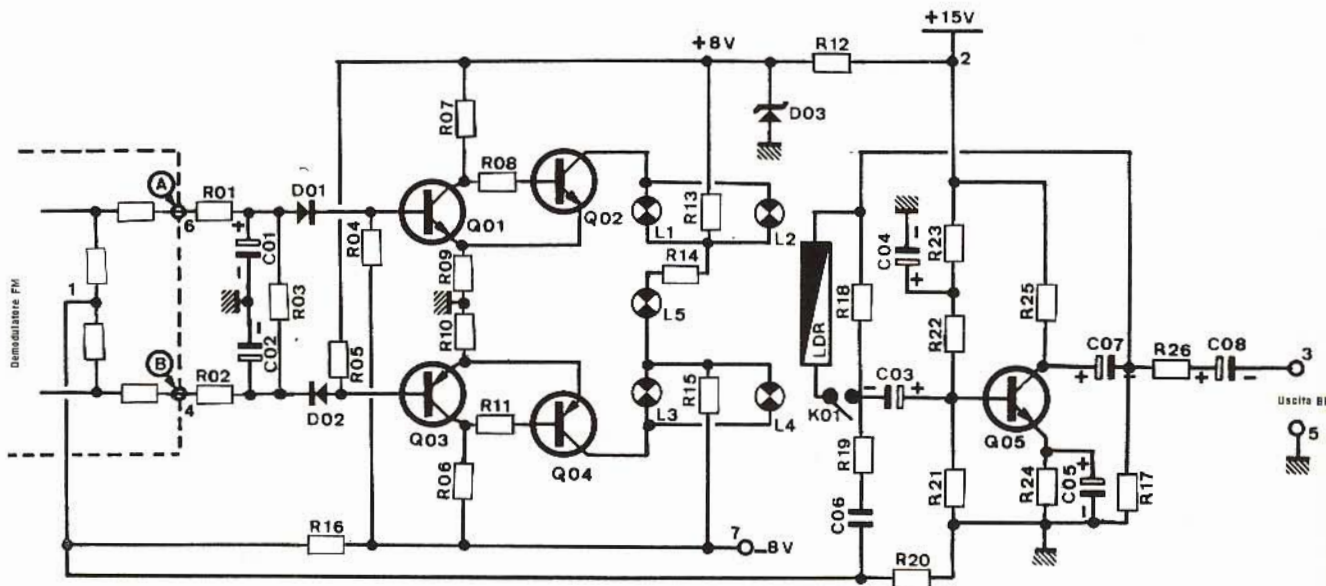 +15V
+8V
R12
2
D03
R07
R08
Q02
A
R01
D01
6
C01
+
-
R03
R04
Q01
R09
L1
R13
L2
R14
L5
1
Demodulatore FM
C02
-
+
R10
B
R02
4
D02
R05
Q03
R11
Q04
R06
L3
R15
L4
R16
7
-8V
LDR
R18
K01
-
C03
+
R19
C06
R20
C04
-
+
R23
R22
R21
R25
Q05
R24
+
C05
-
C07
+
-
R17
R26
+
C08
-
3
Uscita B
5